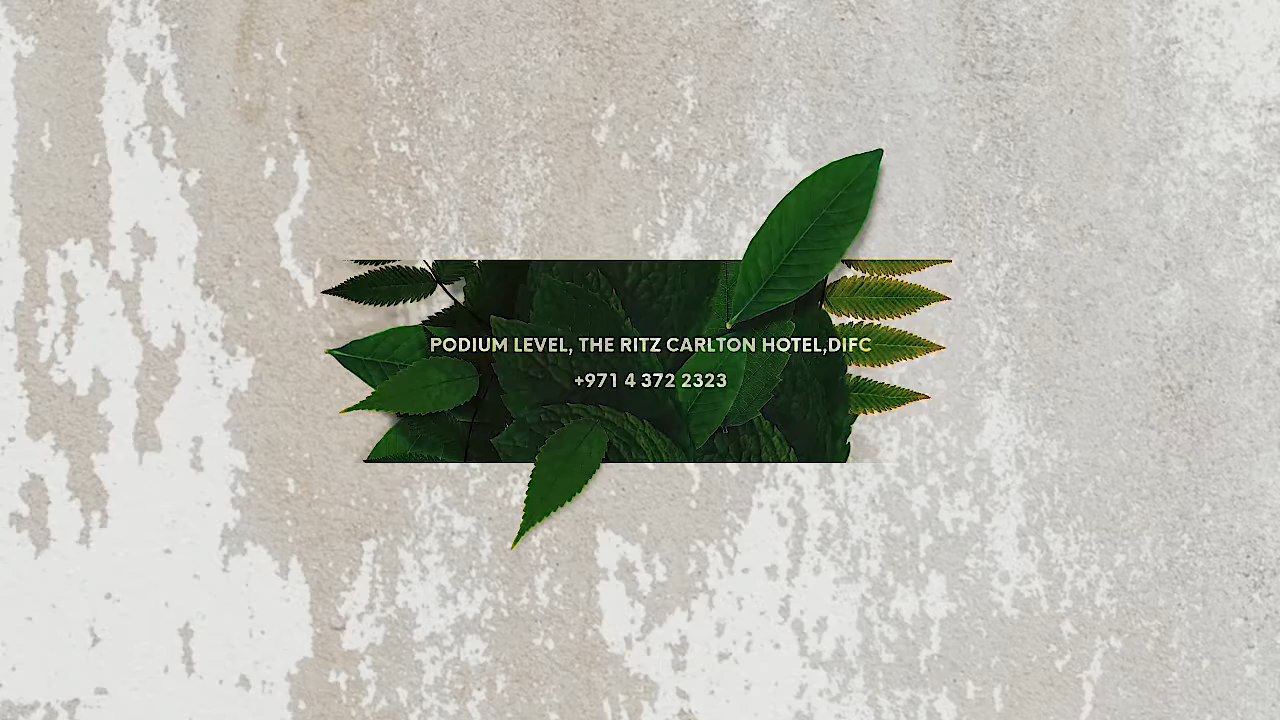 PODIUM LEVEL, THE RITZ CARLTON HOTEL,DIFC
+971 4 372 2323